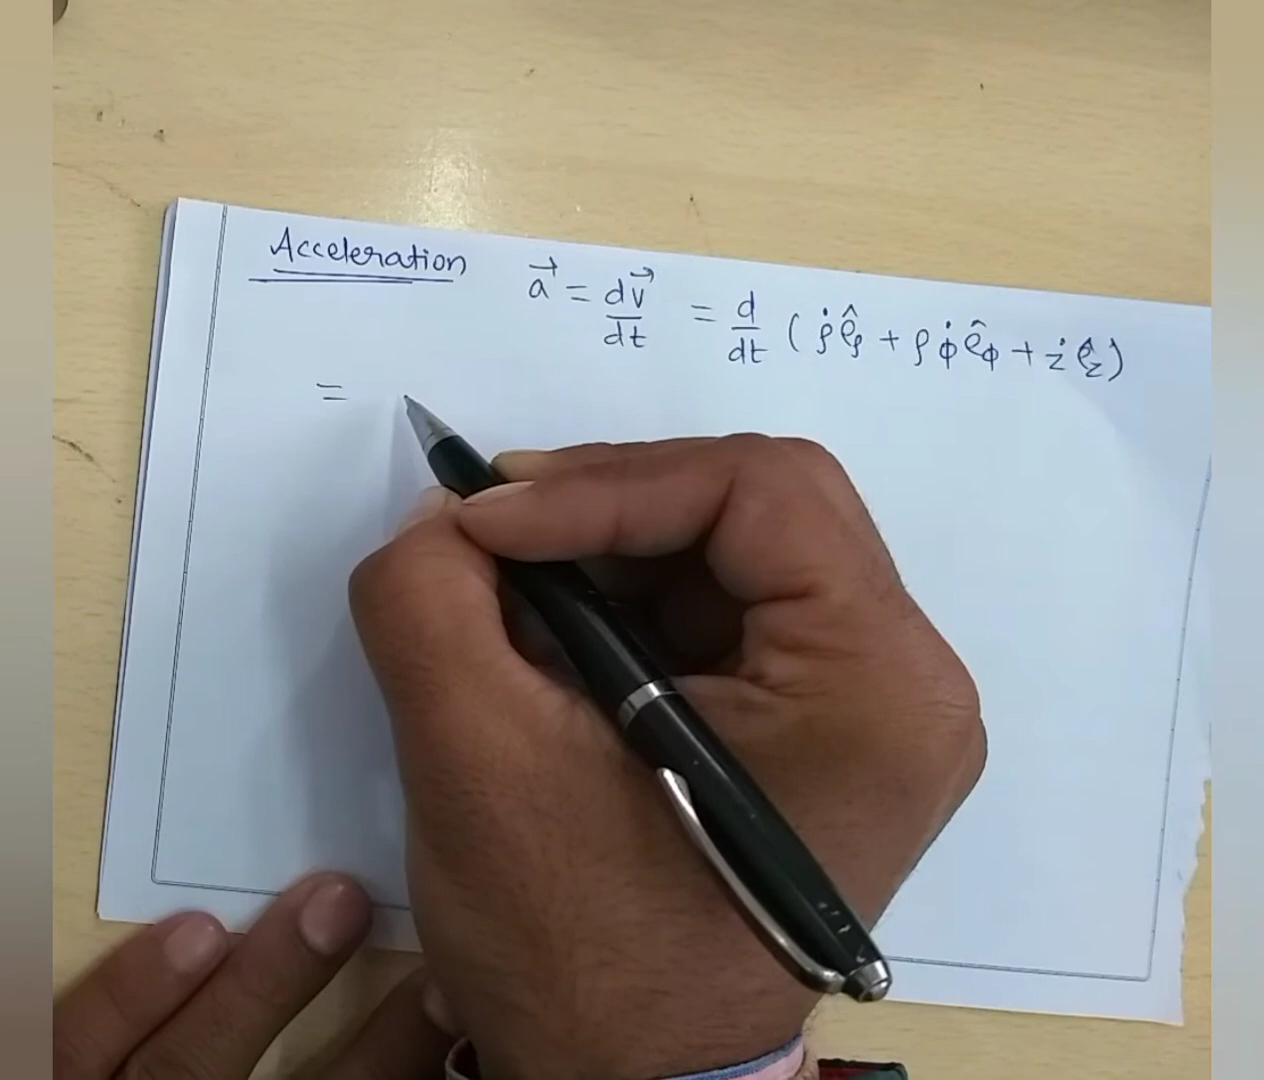 Acceleration a⃗ = dv⃗/dt = d/dt (ρ̇ ê_ρ + ρ φ̇ ê_φ + ż ê_z)
=